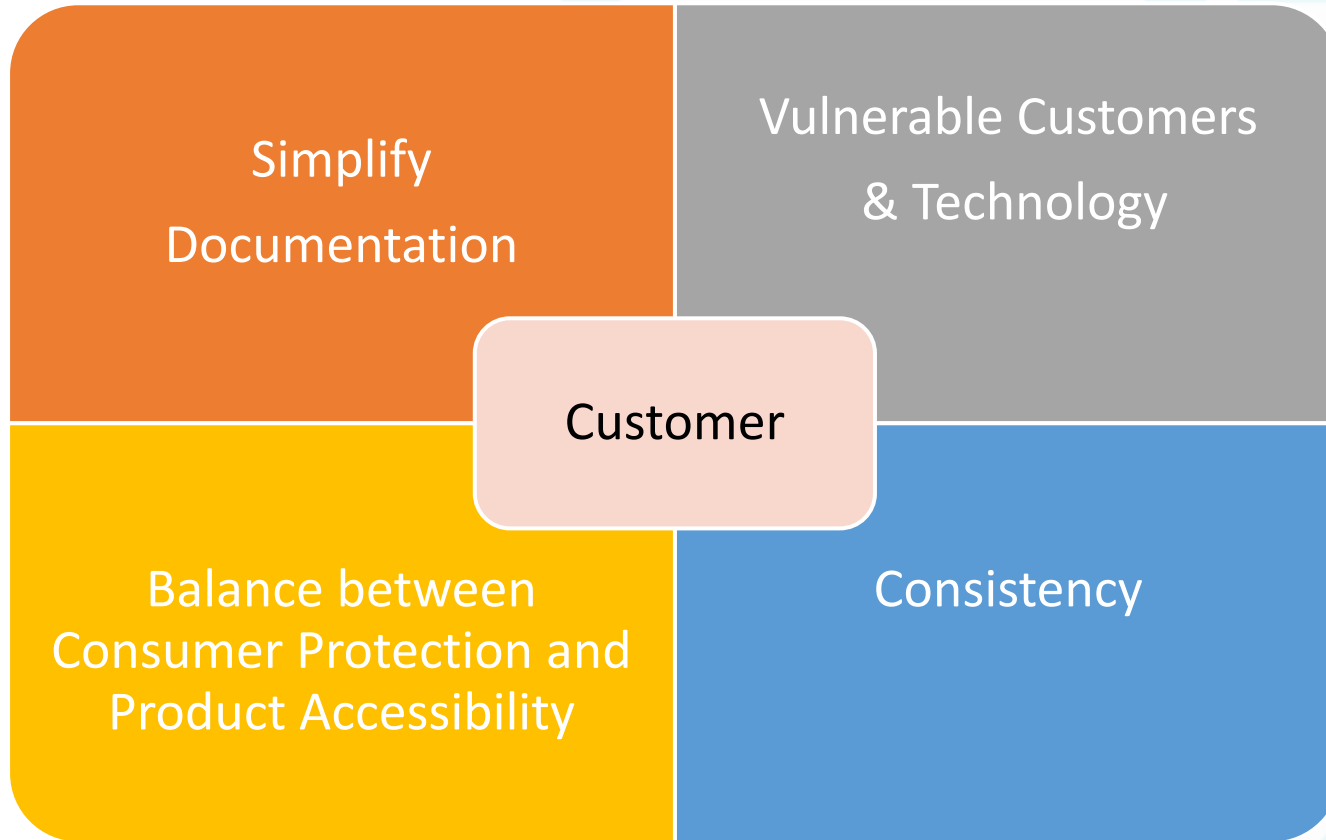 Simplify
Documentation
Vulnerable Customers
& Technology
Customer
Balance between
Consumer Protection and
Product Accessibility
Consistency